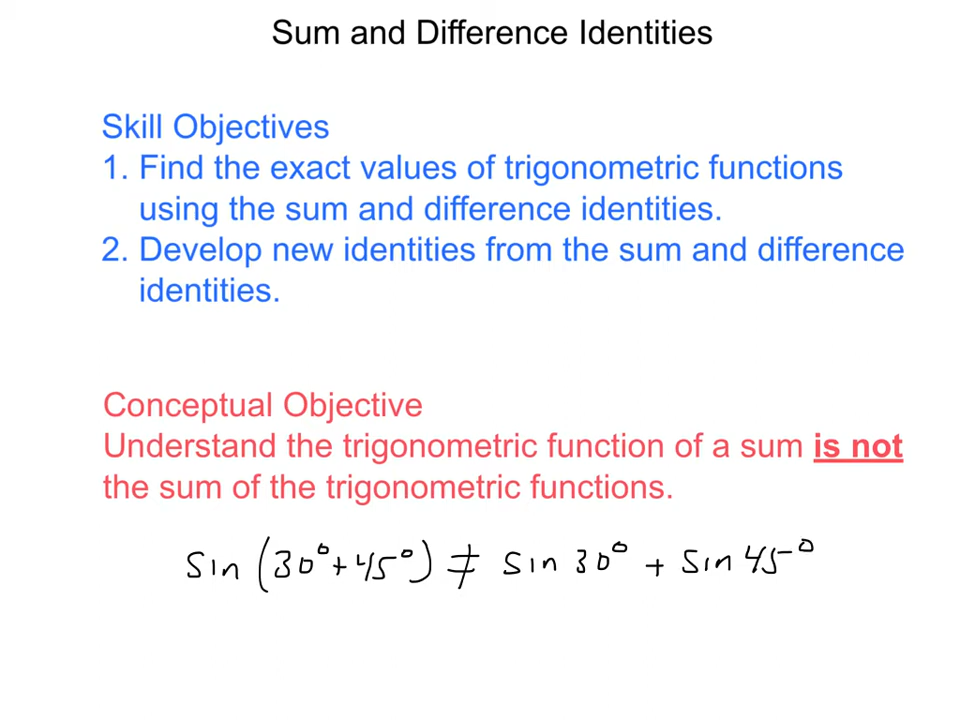 Sum and Difference Identities
Skill Objectives
1. Find the exact values of trigonometric functions
using the sum and difference identities.
2. Develop new identities from the sum and difference
identities.
Conceptual Objective
Understand the trigonometric function of a sum is not
the sum of the trigonometric functions.
sin (30° + 45°) ≠ sin 30° + sin 45°